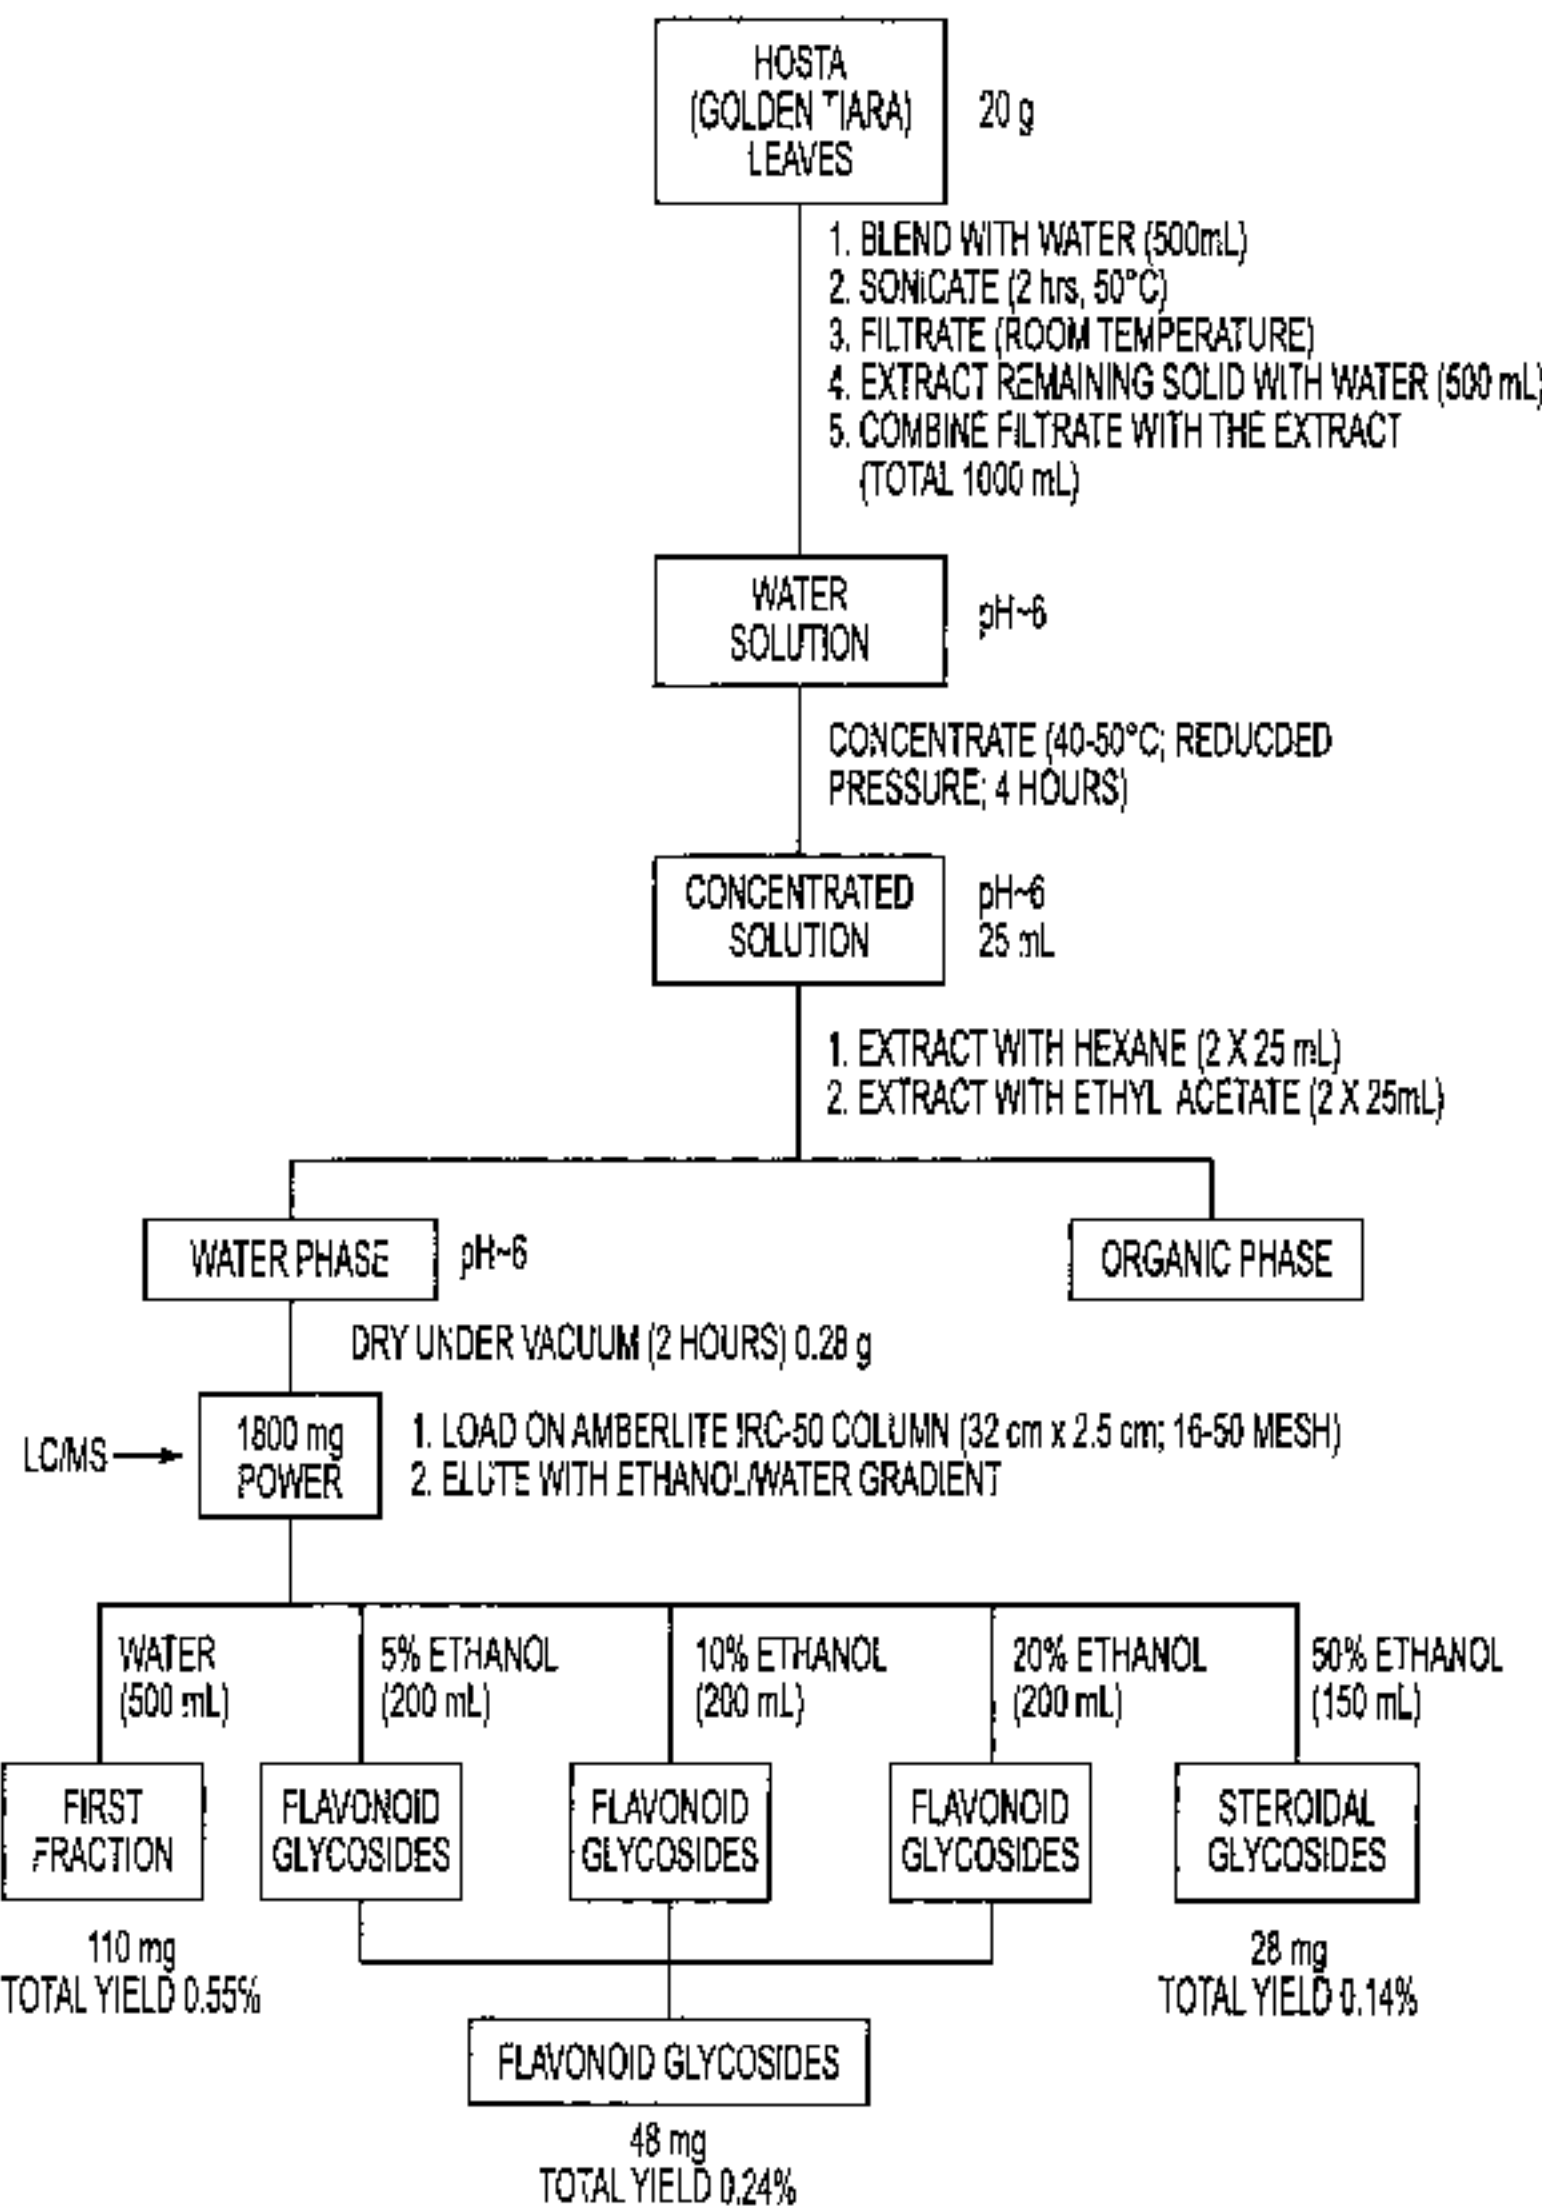 HOSTA
(GOLDEN TIARA)
LEAVES
20 g
1. BLEND WITH WATER (500mL)
2. SONICATE (2 hrs, 50°C)
3. FILTRATE (ROOM TEMPERATURE)
4. EXTRACT REMAINING SOLID WITH WATER (500 mL)
5. COMBINE FILTRATE WITH THE EXTRACT
(TOTAL 1000 mL)
WATER
SOLUTION
pH~6
CONCENTRATE (40-50°C; REDUCDED
PRESSURE; 4 HOURS)
CONCENTRATED
SOLUTION
pH~6
25 mL
1. EXTRACT WITH HEXANE (2 X 25 mL)
2. EXTRACT WITH ETHYL ACETATE (2 X 25mL)
WATER PHASE
pH~6
ORGANIC PHASE
DRY UNDER VACUUM (2 HOURS) 0.28 g
LC/MS
1800 mg
POWER
1. LOAD ON AMBERLITE IRC-50 COLUMN (32 cm x 2.5 cm; 16-50 MESH)
2. ELUTE WITH ETHANOL/WATER GRADIENT
WATER
(500 mL)
5% ETHANOL
(200 mL)
10% ETHANOL
(200 mL)
20% ETHANOL
(200 mL)
50% ETHANOL
(150 mL)
FIRST
FRACTION
FLAVONOID
GLYCOSIDES
FLAVONOID
GLYCOSIDES
FLAVONOID
GLYCOSIDES
STEROIDAL
GLYCOSIDES
110 mg
TOTAL YIELD 0.55%
28 mg
TOTAL YIELD 0.14%
FLAVONOID GLYCOSIDES
48 mg
TOTAL YIELD 0.24%